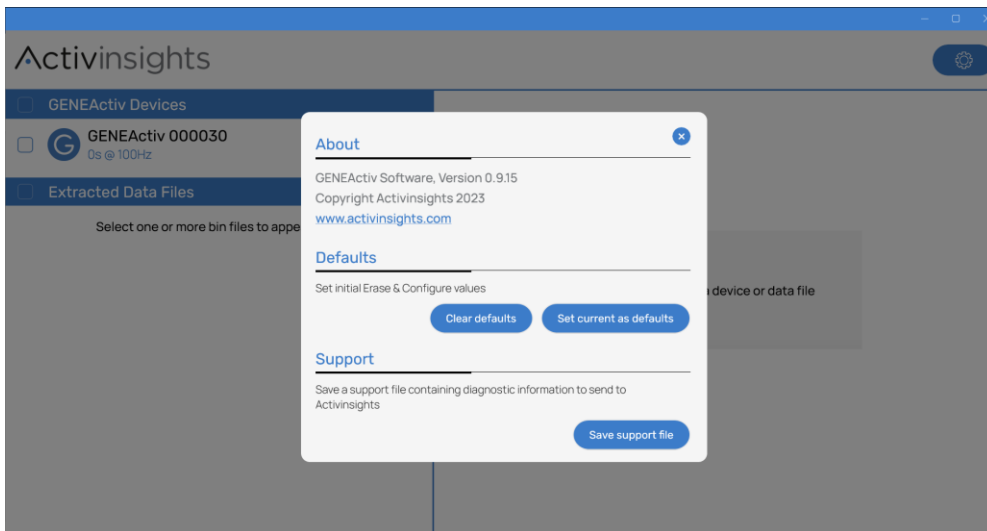 Activinsights
GENEActiv Devices
GENEActiv 000030
0s @ 100Hz
Extracted Data Files
Select one or more bin files to appe
device or data file
About
GENEActiv Software, Version 0.9.15
Copyright Activinsights 2023
www.activinsights.com
Defaults
Set initial Erase & Configure values
Clear defaults
Set current as defaults
Support
Save a support file containing diagnostic information to send to
Activinsights
Save support file